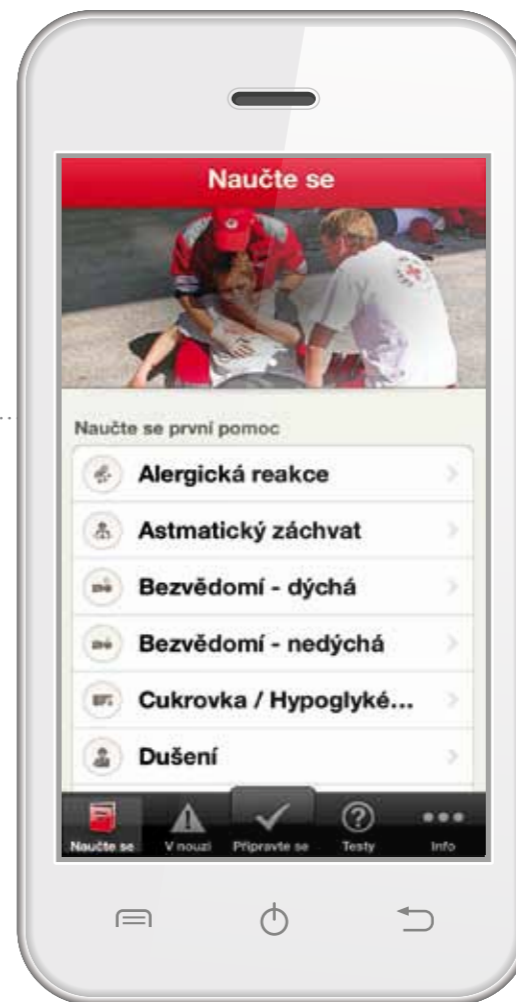 Naučte se
Naučte se první pomoc
Alergická reakce
Astmatický záchvat
Bezvědomí - dýchá
Bezvědomí - nedýchá
Cukrovka / Hypoglyké...
Dušení
Naučte se V nouzi Připravte se Testy Info